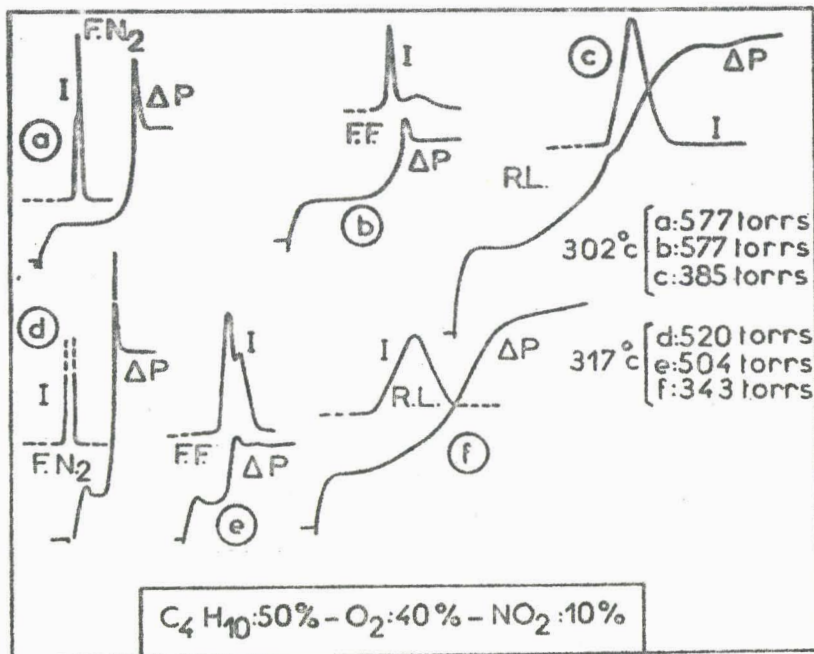 F.N₂
I
ΔP
ⓐ
I
F.F.
ΔP
ⓑ
ⓒ
ΔP
I
R.L.
302°c
a:577 torrs
b:577 torrs
c:385 torrs
ⓓ
I
ΔP
F.N.2
I
F.F.
ΔP
ⓔ
I
R.L.
ΔP
ⓕ
317°c
d:520 torrs
e:504 torrs
f:343 torrs
C₄H₁₀:50% – O₂:40% – NO₂:10%